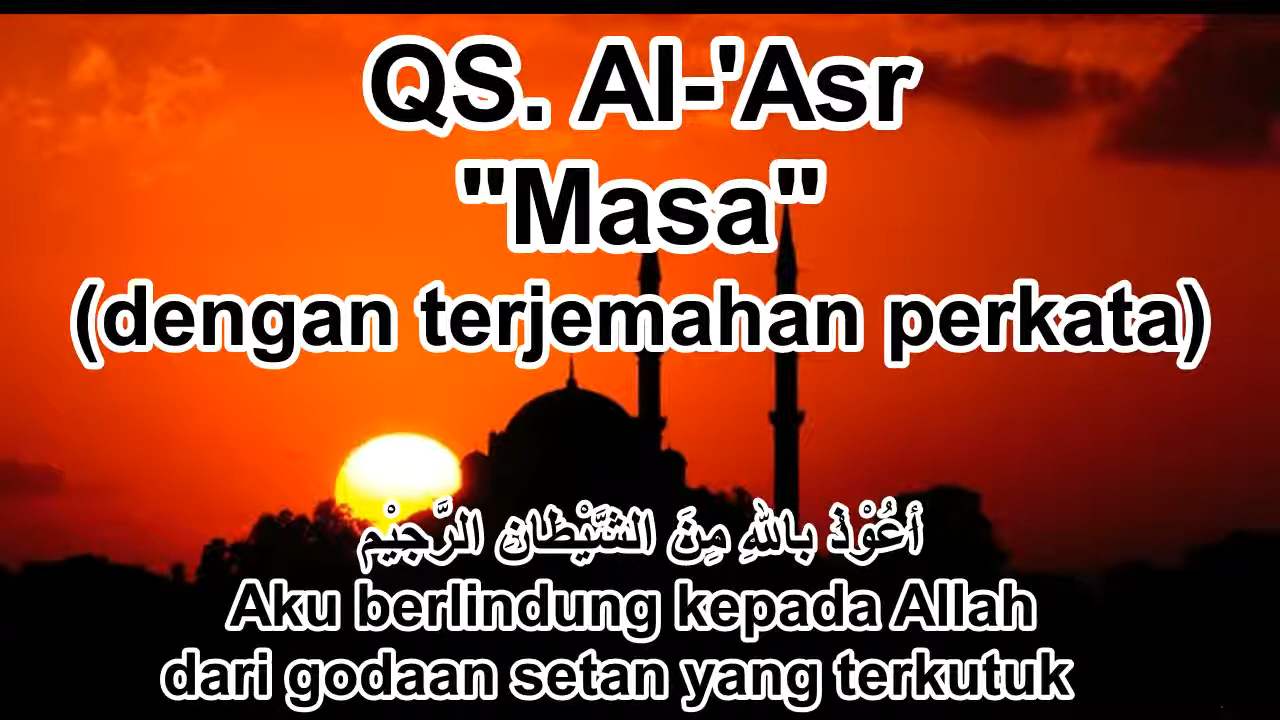 QS. Al-'Asr
"Masa"
(dengan terjemahan perkata)
أعُوْذُ بِاللهِ مِنَ الشَّيْطَانِ الرَّجِيْمِ
Aku berlindung kepada Allah
dari godaan setan yang terkutuk